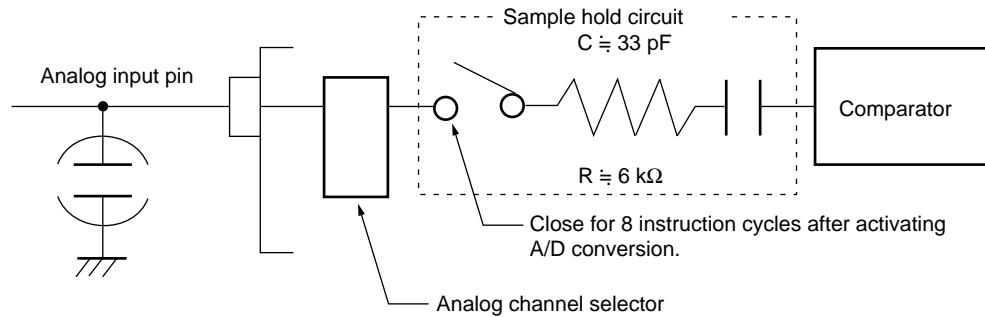 Sample hold circuit
C ≒ 33 pF
Analog input pin
Comparator
R ≒ 6 kΩ
Close for 8 instruction cycles after activating
A/D conversion.
Analog channel selector